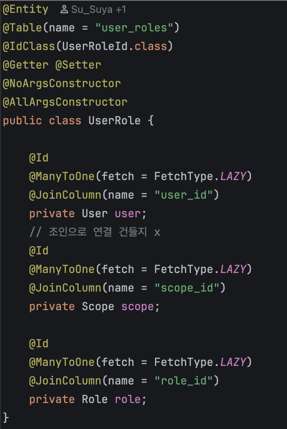 @Entity Su_Suya +1
@Table(name = "user_roles")
@IdClass(UserRoleId.class)
@Getter @Setter
@NoArgsConstructor
@AllArgsConstructor
public class UserRole {
@Id
@ManyToOne(fetch = FetchType.LAZY)
@JoinColumn(name = "user_id")
private User user;
// 조인으로 연결 건들지 x
@Id
@ManyToOne(fetch = FetchType.LAZY)
@JoinColumn(name = "scope_id")
private Scope scope;
@Id
@ManyToOne(fetch = FetchType.LAZY)
@JoinColumn(name = "role_id")
private Role role;
}